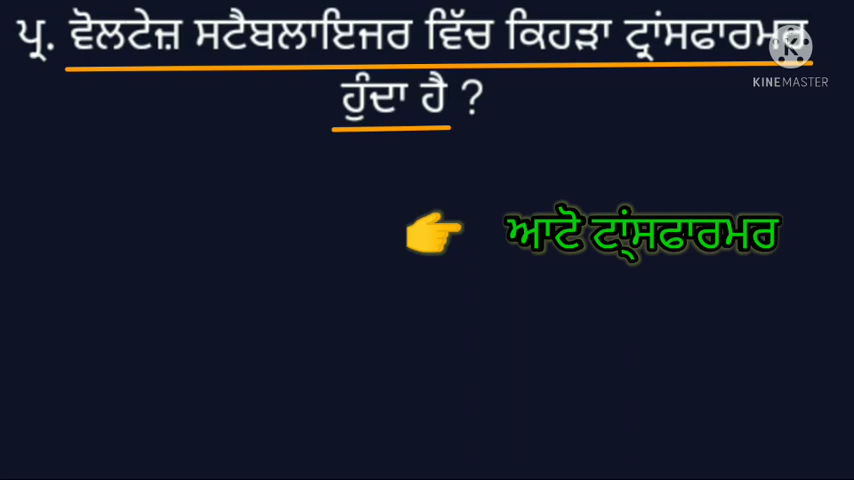 ਪ੍ਰ. ਵੋਲਟੇਜ਼ ਸਟੈਬਲਾਇਜਰ ਵਿੱਚ ਕਿਹੜਾ ਟ੍ਰਾਂਸਫਾਰਮਰ
ਹੁੰਦਾ ਹੈ ?
KINEMASTER
ਆਟੋ ਟ੍ਰਾਂਸਫਾਰਮਰ